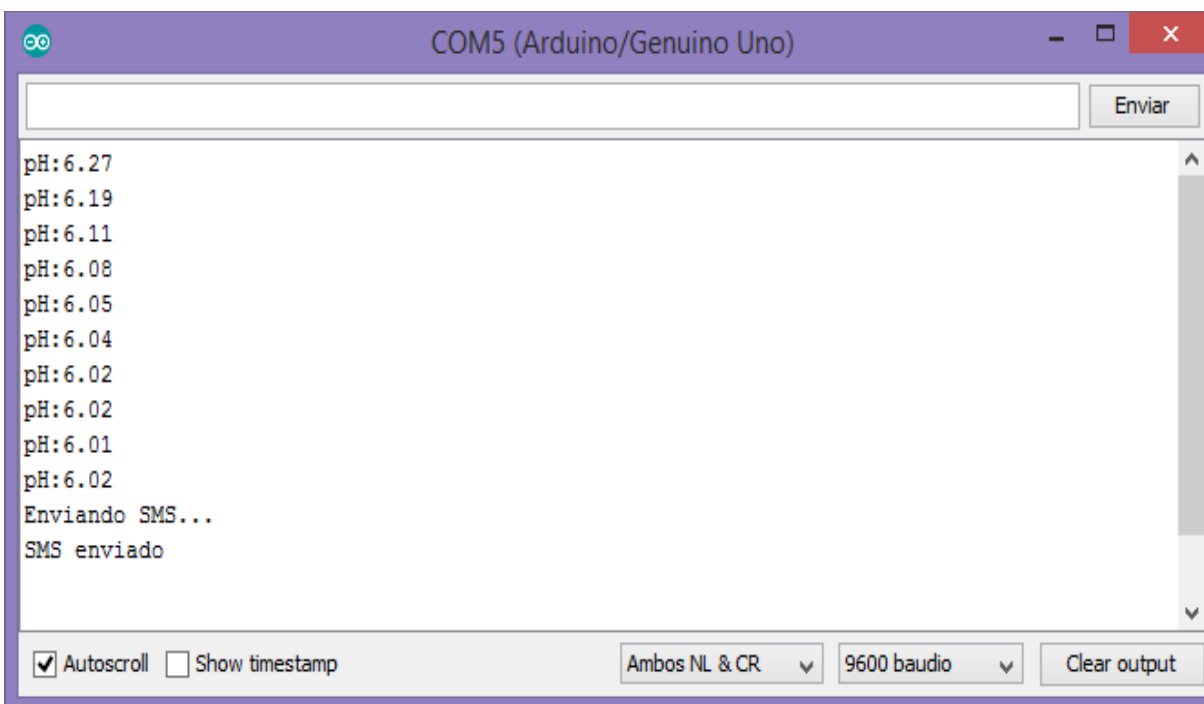 COM5 (Arduino/Genuino Uno)
Enviar
pH:6.27
pH:6.19
pH:6.11
pH:6.08
pH:6.05
pH:6.04
pH:6.02
pH:6.02
pH:6.01
pH:6.02
Enviando SMS...
SMS enviado
Autoscroll Show timestamp Ambos NL & CR 9600 baudio Clear output